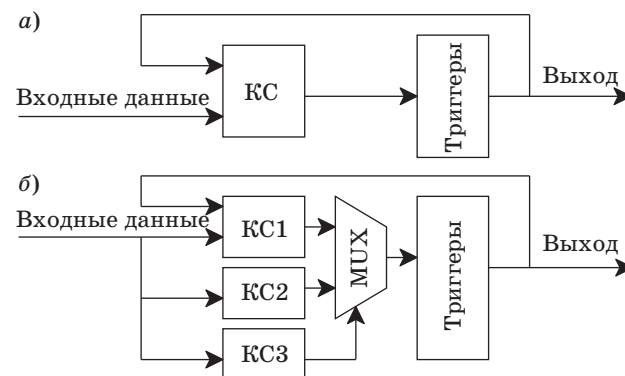 а)
КС
Триггеры
Выход
Входные данные
б)
Входные данные
КС1
КС2
КС3
MUX
Триггеры
Выход